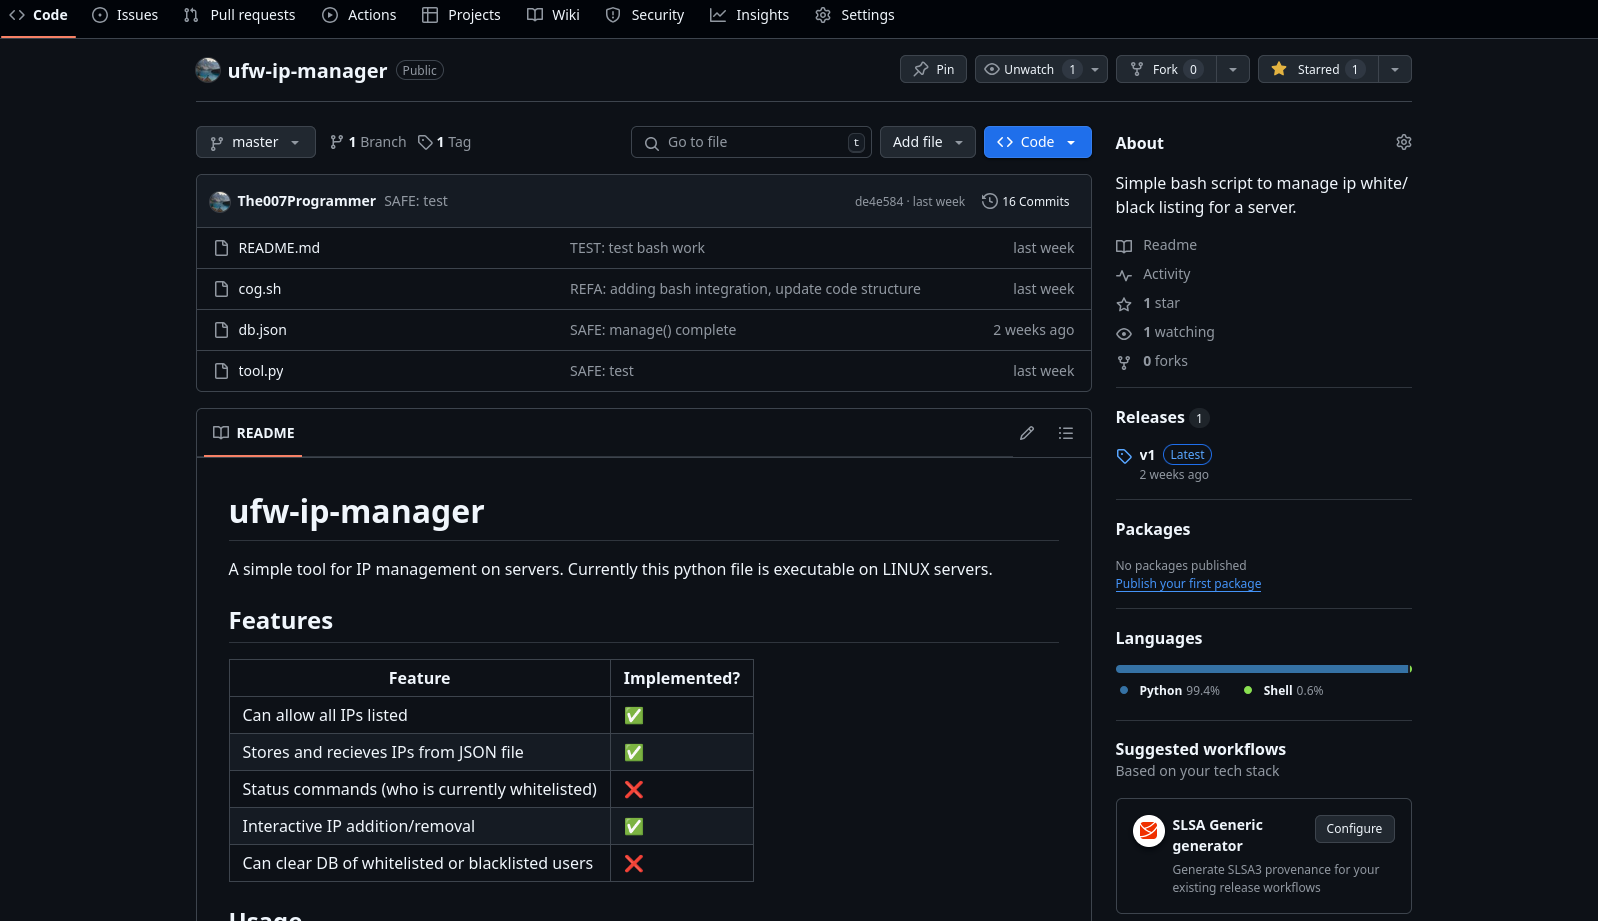 Code Issues Pull requests Actions Projects Wiki Security Insights Settings
ufw-ip-manager Public
Pin Unwatch 1 Fork 0 Starred 1
master 1 Branch 1 Tag Go to file t Add file Code
The007Programmer SAFE: test de4e584 · last week 16 Commits
README.md TEST: test bash work last week
cog.sh REFA: adding bash integration, update code structure last week
db.json SAFE: manage() complete 2 weeks ago
tool.py SAFE: test last week
README
ufw-ip-manager
A simple tool for IP management on servers. Currently this python file is executable on LINUX servers.
Features
Feature Implemented?
Can allow all IPs listed ✅
Stores and recieves IPs from JSON file ✅
Status commands (who is currently whitelisted) ❌
Interactive IP addition/removal ✅
Can clear DB of whitelisted or blacklisted users ❌
Usage
About
Simple bash script to manage ip white/
black listing for a server.
Readme
Activity
1 star
1 watching
0 forks
Releases 1
v1 Latest
2 weeks ago
Packages
No packages published
Publish your first package
Languages
Python 99.4% Shell 0.6%
Suggested workflows
Based on your tech stack
SLSA Generic
generator
Configure
Generate SLSA3 provenance for your
existing release workflows